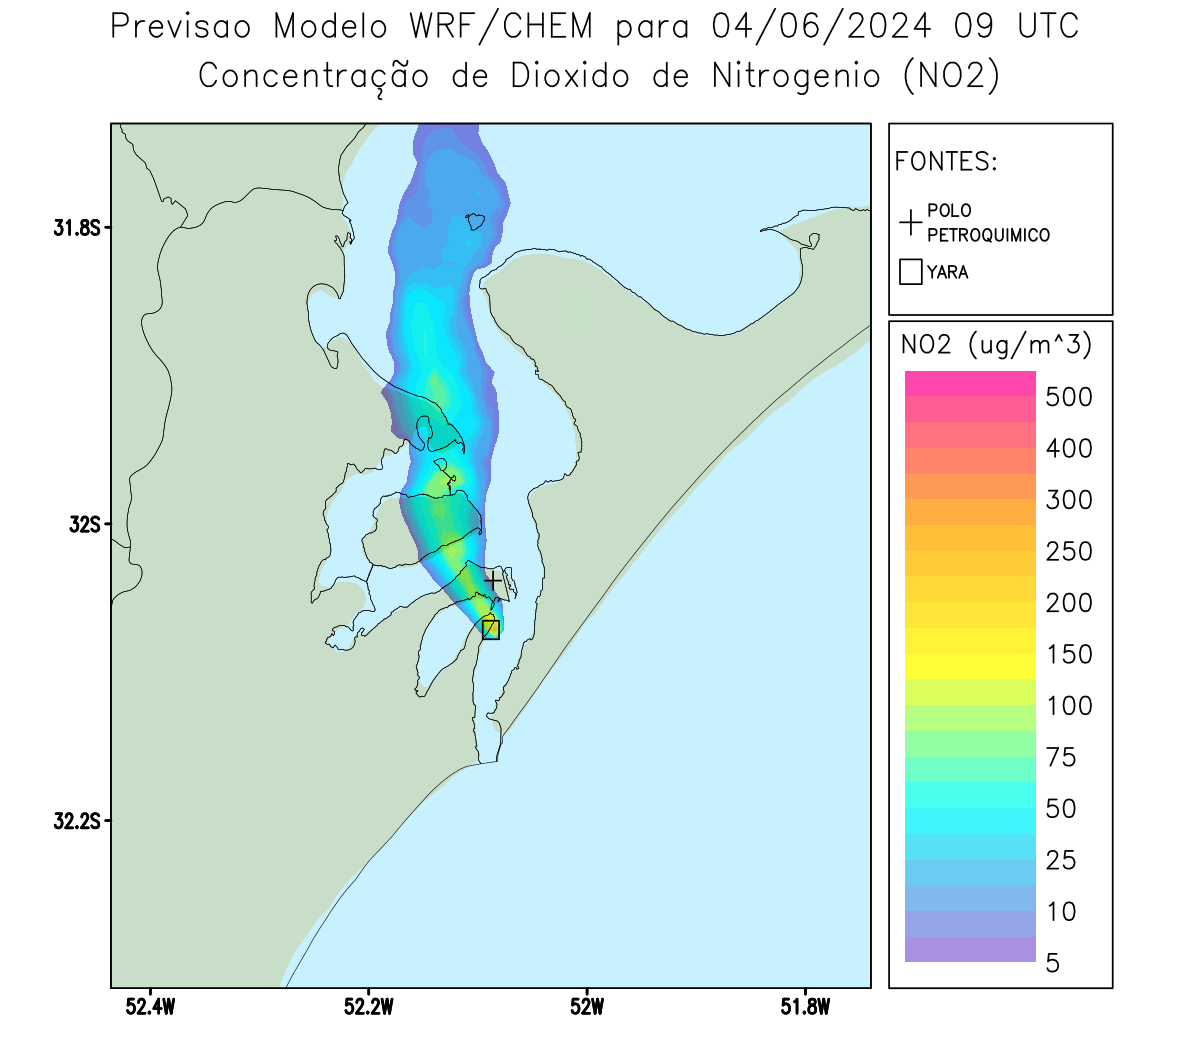 Previsao Modelo WRF/CHEM para 04/06/2024 09 UTC
Concentração de Dioxido de Nitrogenio (NO2)
FONTES:
POLO
PETROQUIMICO
YARA
31.8S
32S
32.2S
52.4W
52.2W
52W
51.8W
NO2 (ug/m^3)
500
400
300
250
200
150
100
75
50
25
10
5